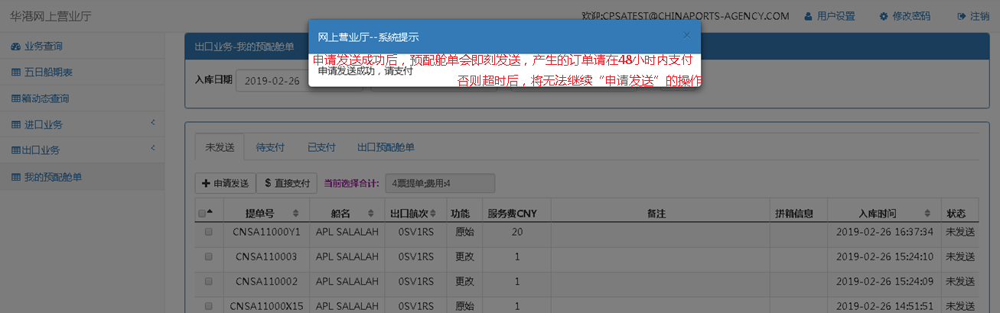 华港网上营业厅
欢迎:CPSATEST@CHINAPORTS-AGENCY.COM 用户设置 修改密码 注销
网上营业厅--系统提示 ×
申请发送成功后，预配舱单会即刻发送，产生的订单请在48小时内支付
申请发送成功，请支付
否则超时后，将无法继续“申请发送”的操作
业务查询
五日船期表
箱动态查询
进口业务
出口业务
我的预配舱单
出口业务-我的预配舱单
入库日期 2019-02-26
未发送 待支付 已支付 出口预配舱单
申请发送 $ 直接支付 当前选择合计: 4票提单;费用:4
提单号 船名 出口航次 功能 服务费CNY 备注 拼箱信息 入库时间 状态
CNSA11000Y1 APL SALALAH 0SV1RS 原始 20 2019-02-26 16:37:34 未发送
CNSA110003 APL SALALAH 0SV1RS 更改 1 2019-02-26 15:24:10 未发送
CNSA110002 APL SALALAH 0SV1RS 更改 1 2019-02-26 15:24:09 未发送
CNSA11000X15 APL SALALAH 0SV1RS 原始 1 2019-02-26 14:51:51 未发送